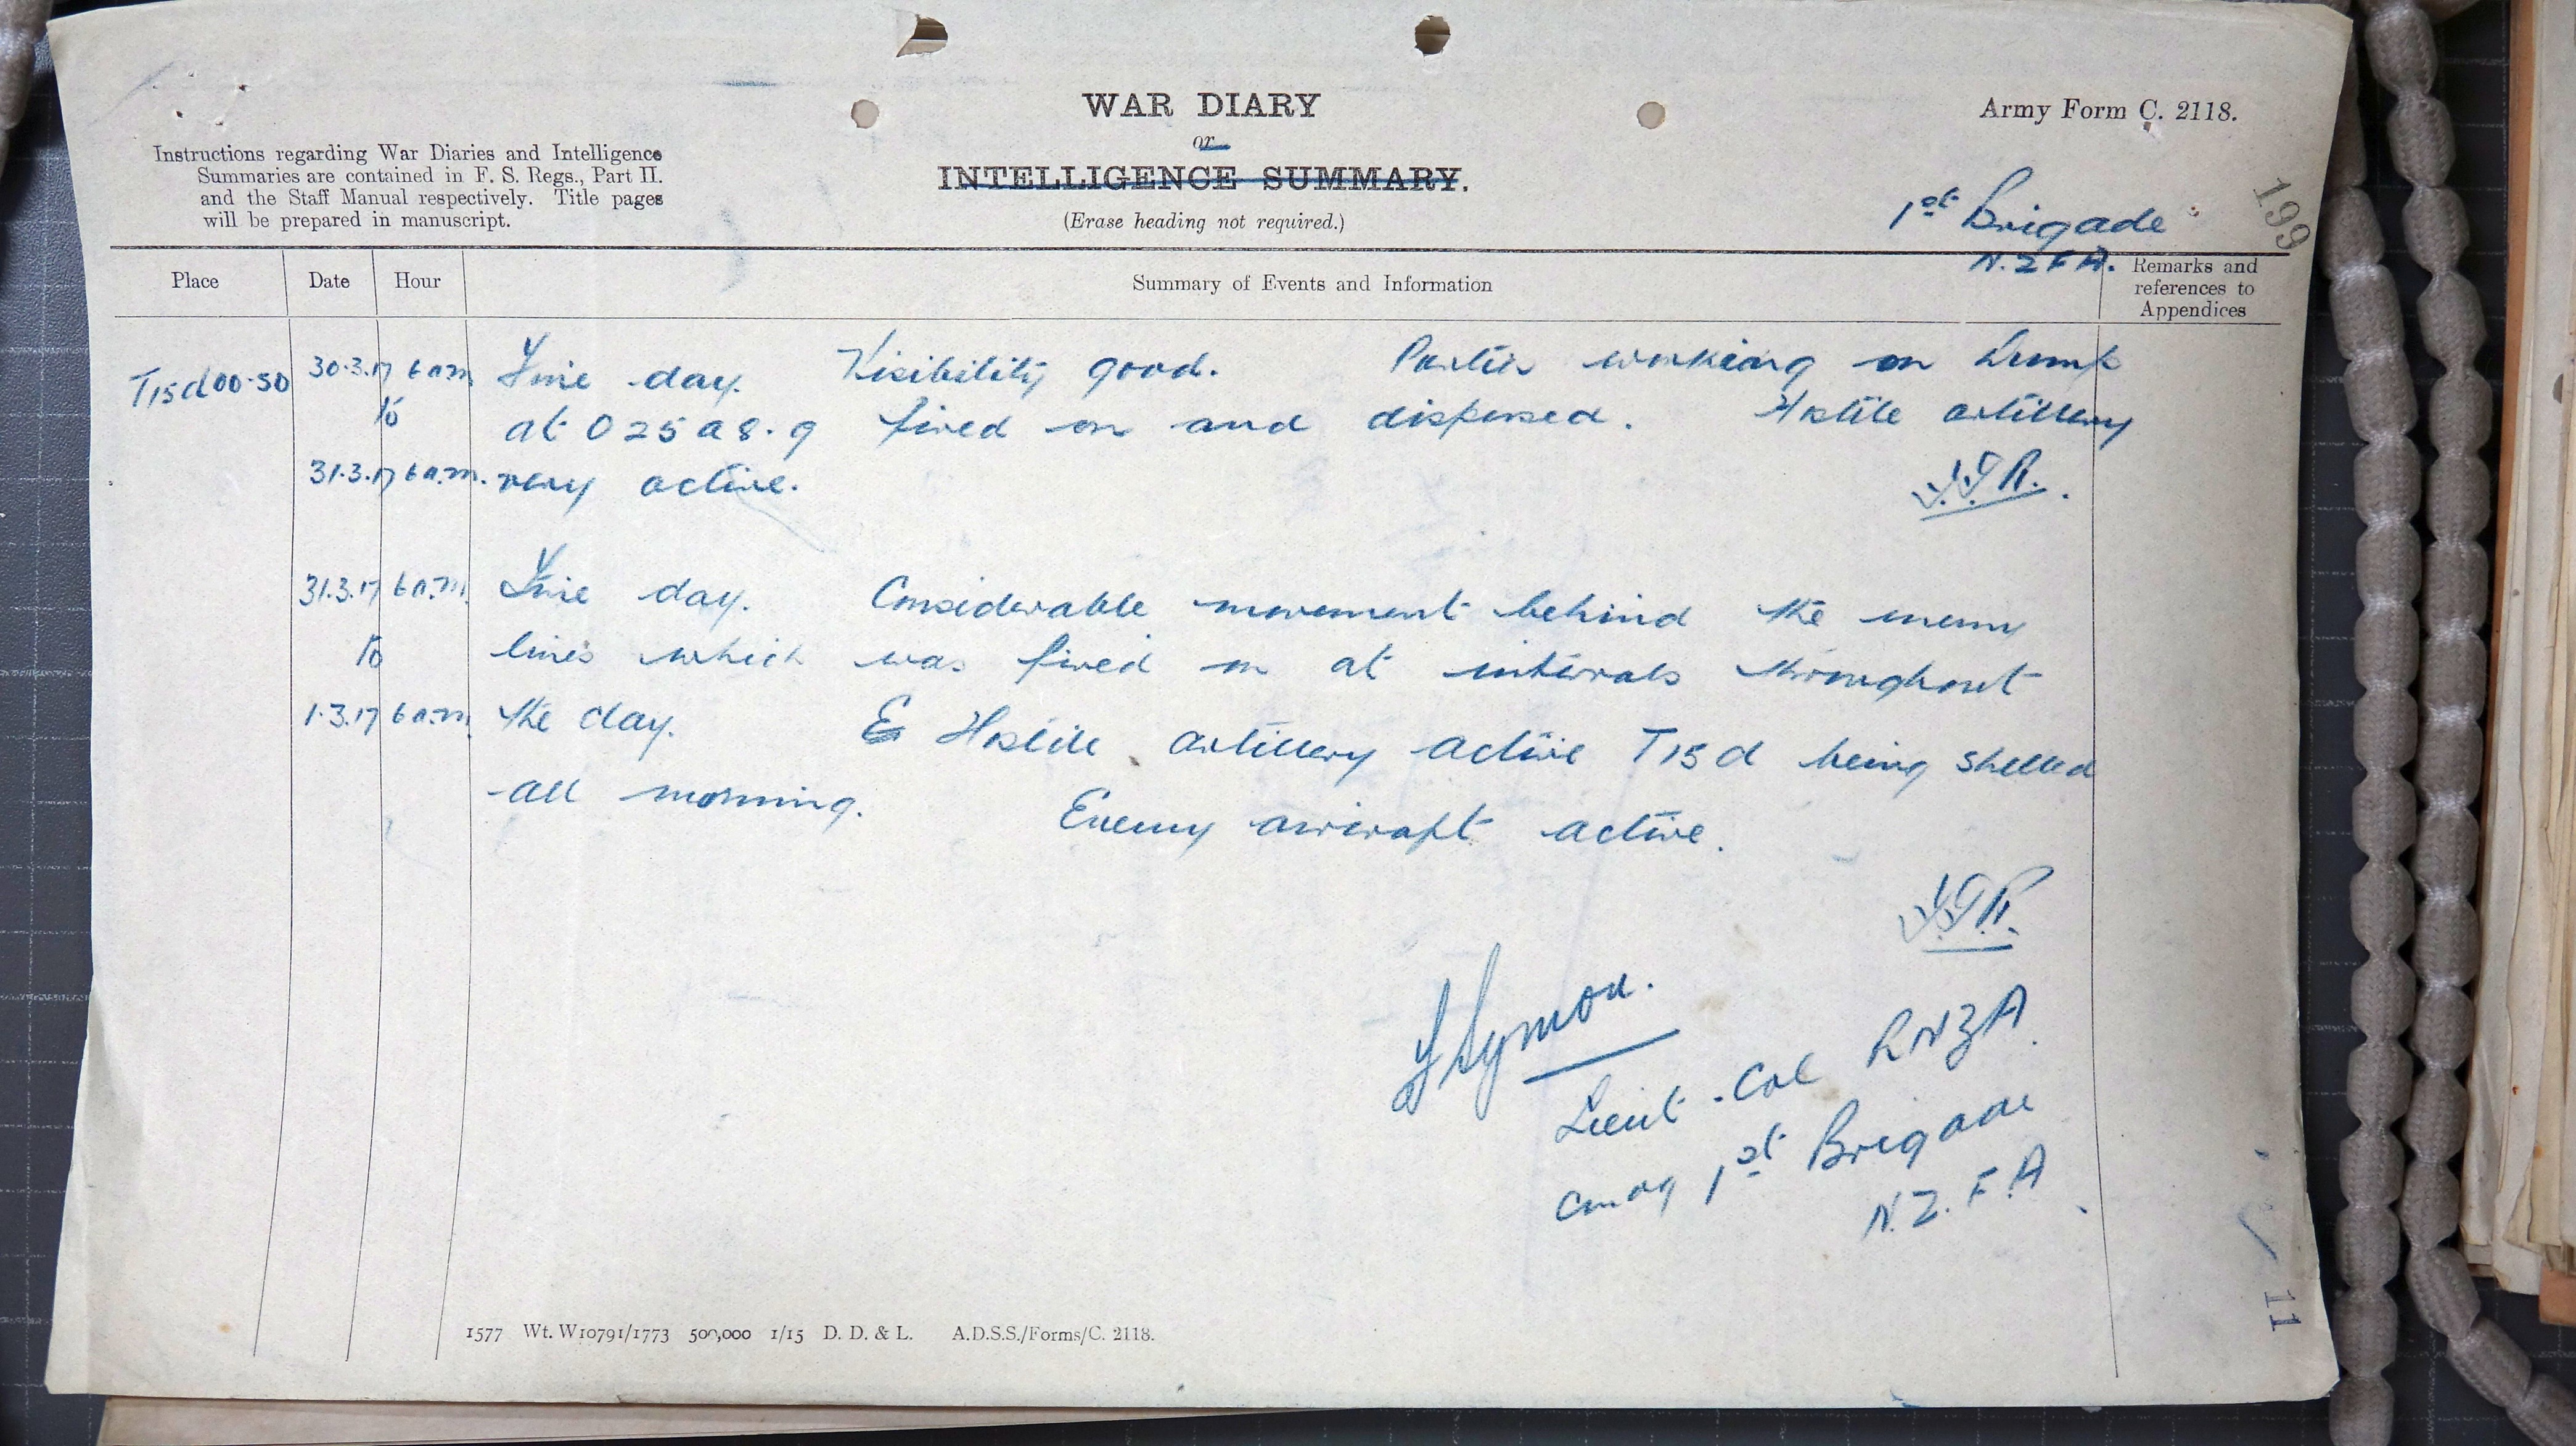 WAR DIARY
or
INTELLIGENCE SUMMARY.
(Erase heading not required.)
Army Form C. 2118.
Instructions regarding War Diaries and Intelligence
Summaries are contained in F. S. Regs., Part II.
and the Staff Manual respectively. Title pages
will be prepared in manuscript.
1st Brigade
N.Z.F.A.
199
Place Date Hour Summary of Events and Information Remarks and
references to
Appendices
T15d00.50 30.3.17 6am Fine day. Visibility good. Parties working on Dump
to at O25a8.9 fired on and dispersed. Hostile artillery
31.3.17 6a.m. very active.
31.3.17 6a.m. Fine day. Considerable movement behind the enemy
to lines which was fired on at intervals throughout
1.3.17 6a.m. the day. E Hostile artillery active T15d being shelled
all morning. Enemy aircraft active.
F Symon.
Lieut-Col RNZA
Cmdg 1st Brigade
N.Z.F.A
11
1577 Wt. W10791/1773 500,000 1/15 D. D. & L. A.D.S.S./Forms/C. 2118.